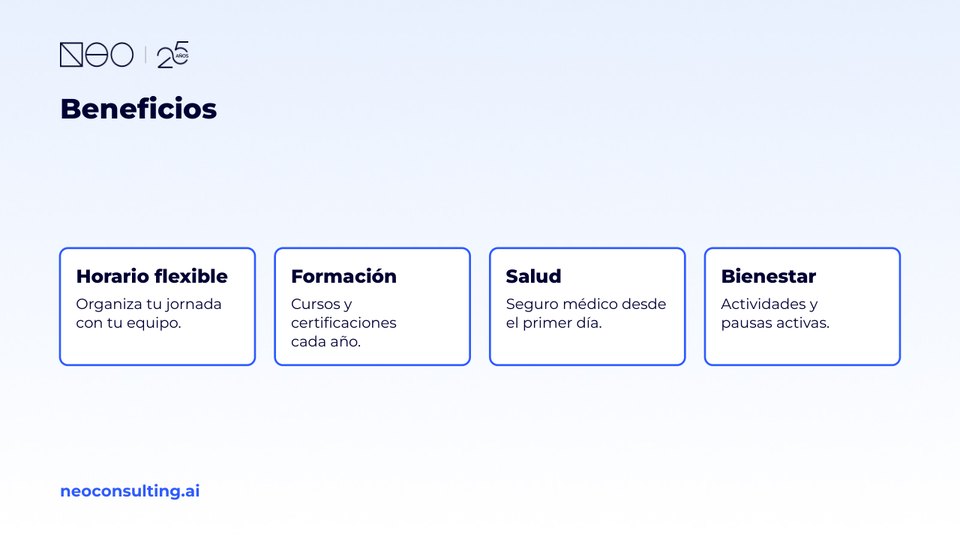 NEO | 25 AÑOS
Beneficios
Horario flexible
Organiza tu jornada
con tu equipo.
Formación
Cursos y
certificaciones
cada año.
Salud
Seguro médico desde
el primer día.
Bienestar
Actividades y
pausas activas.
neoconsulting.ai